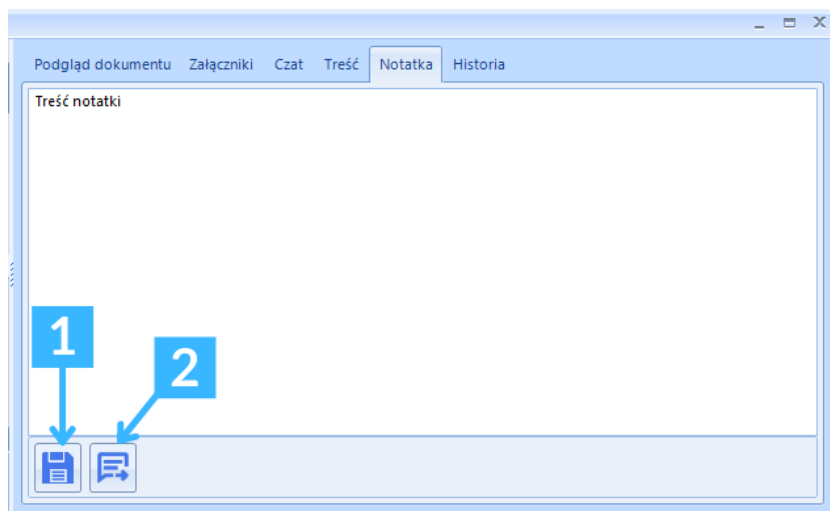 Podgląd dokumentu Załączniki Czat Treść Notatka Historia
Treść notatki
1
2